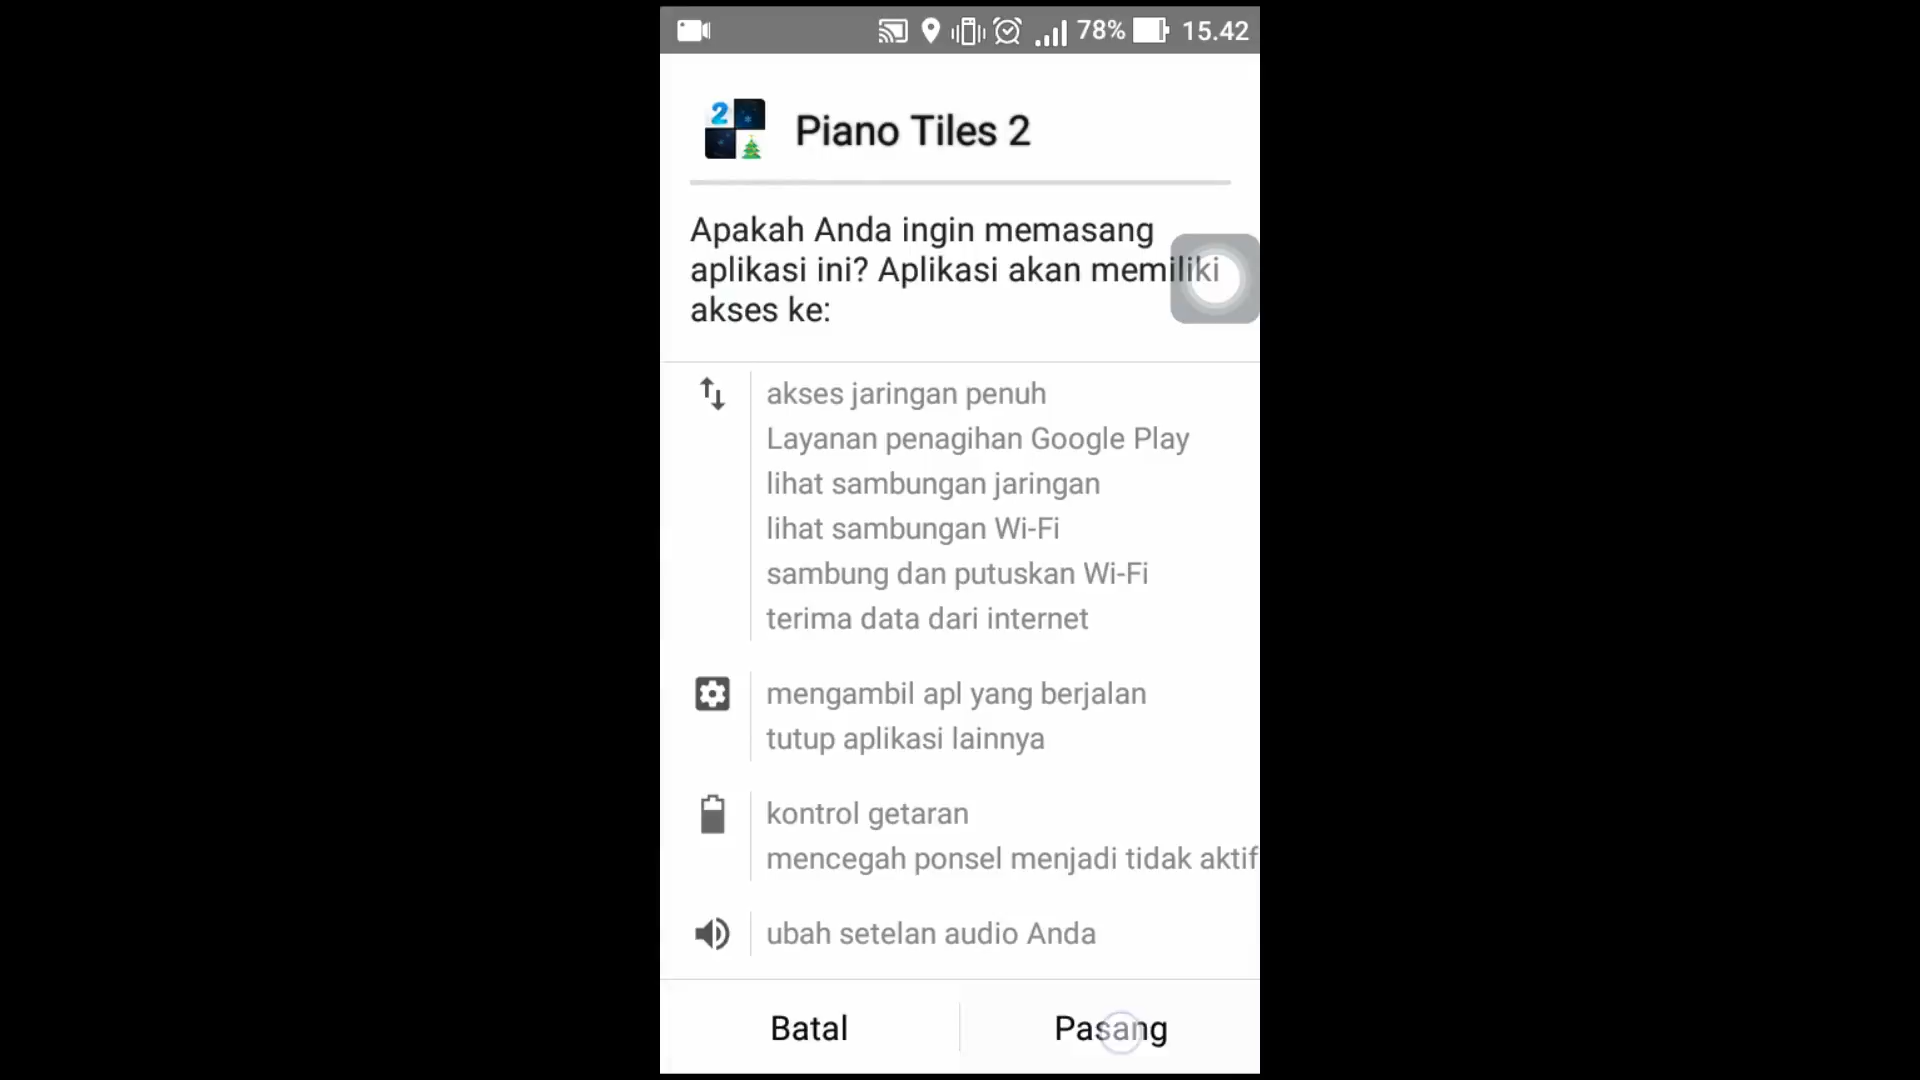 78% 15.42
2
Piano Tiles 2
Apakah Anda ingin memasang
aplikasi ini? Aplikasi akan memiliki
akses ke:
akses jaringan penuh
Layanan penagihan Google Play
lihat sambungan jaringan
lihat sambungan Wi-Fi
sambung dan putuskan Wi-Fi
terima data dari internet
mengambil apl yang berjalan
tutup aplikasi lainnya
kontrol getaran
mencegah ponsel menjadi tidak aktif
ubah setelan audio Anda
Batal Pasang